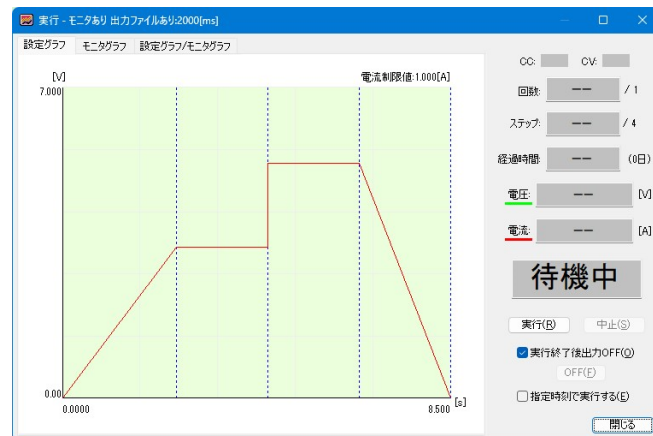 実行 - モニタあり 出力ファイルあり:2000[ms]
設定グラフ モニタグラフ 設定グラフ/モニタグラフ
[V] 電流制限値:1.000[A]
7.000
0.00
0.0000 8.500 [s]
CC: CV:
回数: -- / 1
ステップ: -- / 4
経過時間: -- (0日)
電圧: -- [V]
電流: -- [A]
待機中
実行(R) 中止(S)
実行終了後出力OFF(O)
OFF(F)
指定時刻で実行する(E)
閉じる